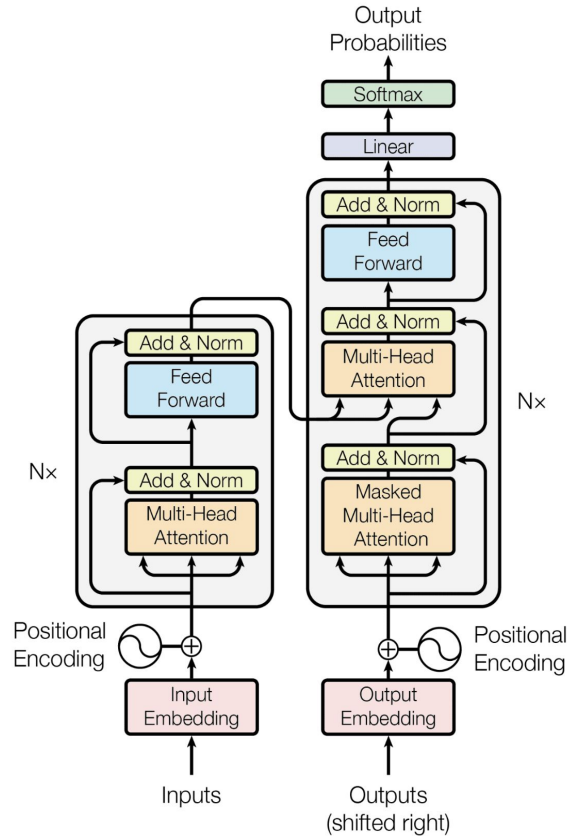 Output
Probabilities
Softmax
Linear
Add & Norm
Feed
Forward
Add & Norm
Multi-Head
Attention
Add & Norm
Masked
Multi-Head
Attention
N×
Add & Norm
Feed
Forward
Add & Norm
Multi-Head
Attention
N×
Positional
Encoding
Positional
Encoding
Input
Embedding
Output
Embedding
Inputs
Outputs
(shifted right)